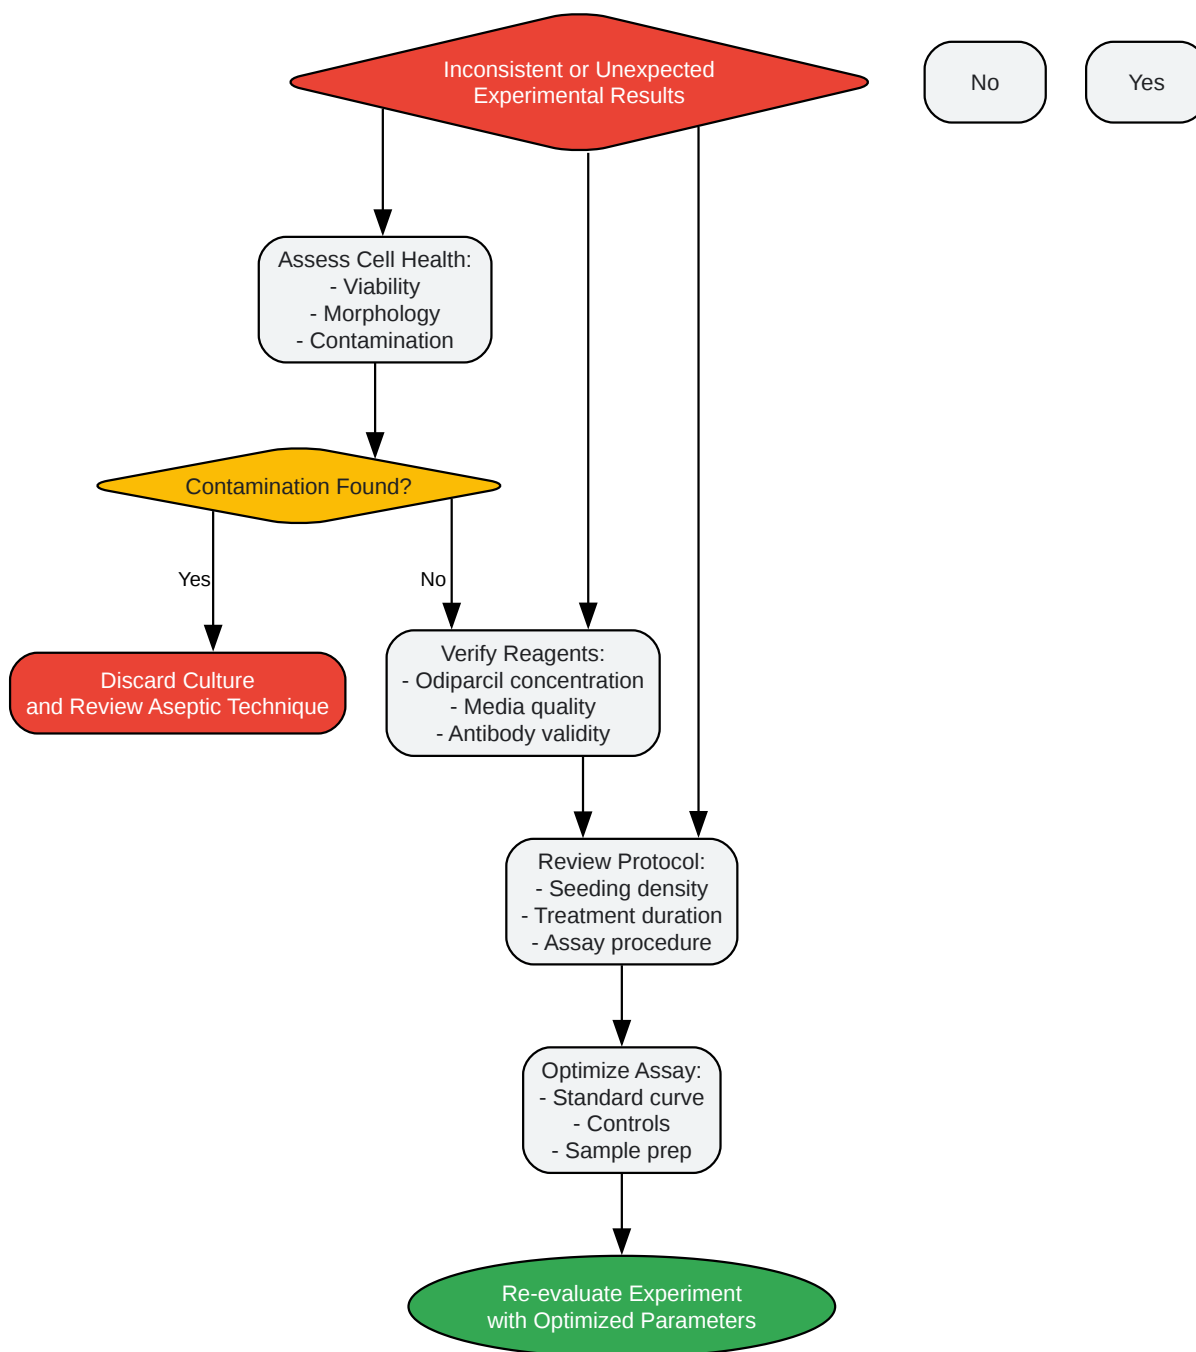 Inconsistent or Unexpected
Experimental Results
No
Yes
Assess Cell Health:
- Viability
- Morphology
- Contamination
Contamination Found?
Yes
No
Discard Culture
and Review Aseptic Technique
Verify Reagents:
- Odiparcil concentration
- Media quality
- Antibody validity
Review Protocol:
- Seeding density
- Treatment duration
- Assay procedure
Optimize Assay:
- Standard curve
- Controls
- Sample prep
Re-evaluate Experiment
with Optimized Parameters